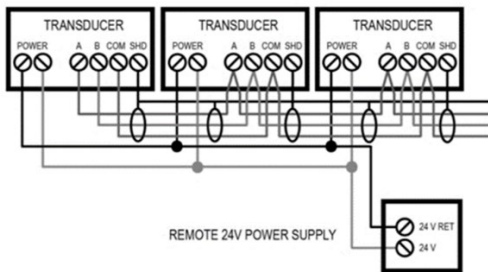 TRANSDUCER TRANSDUCER TRANSDUCER
POWER A B COM SHD POWER A B COM SHD POWER A B COM SHD
24 V RET
REMOTE 24V POWER SUPPLY
24 V